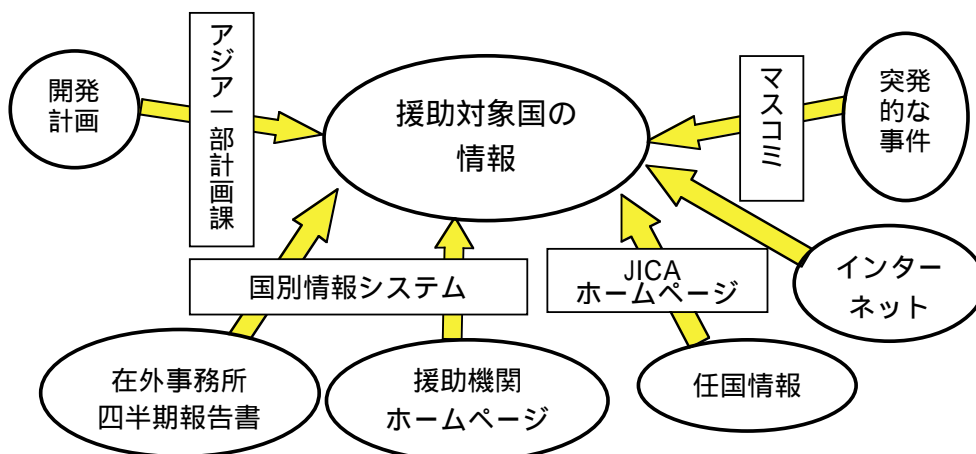 開発
計画
アジア一部計画課
援助対象国の
情報
マスコミ
突発
的な
事件
国別情報システム
JICA
ホームページ
インター
ネット
在外事務所
四半期報告書
援助機関
ホームページ
任国情報